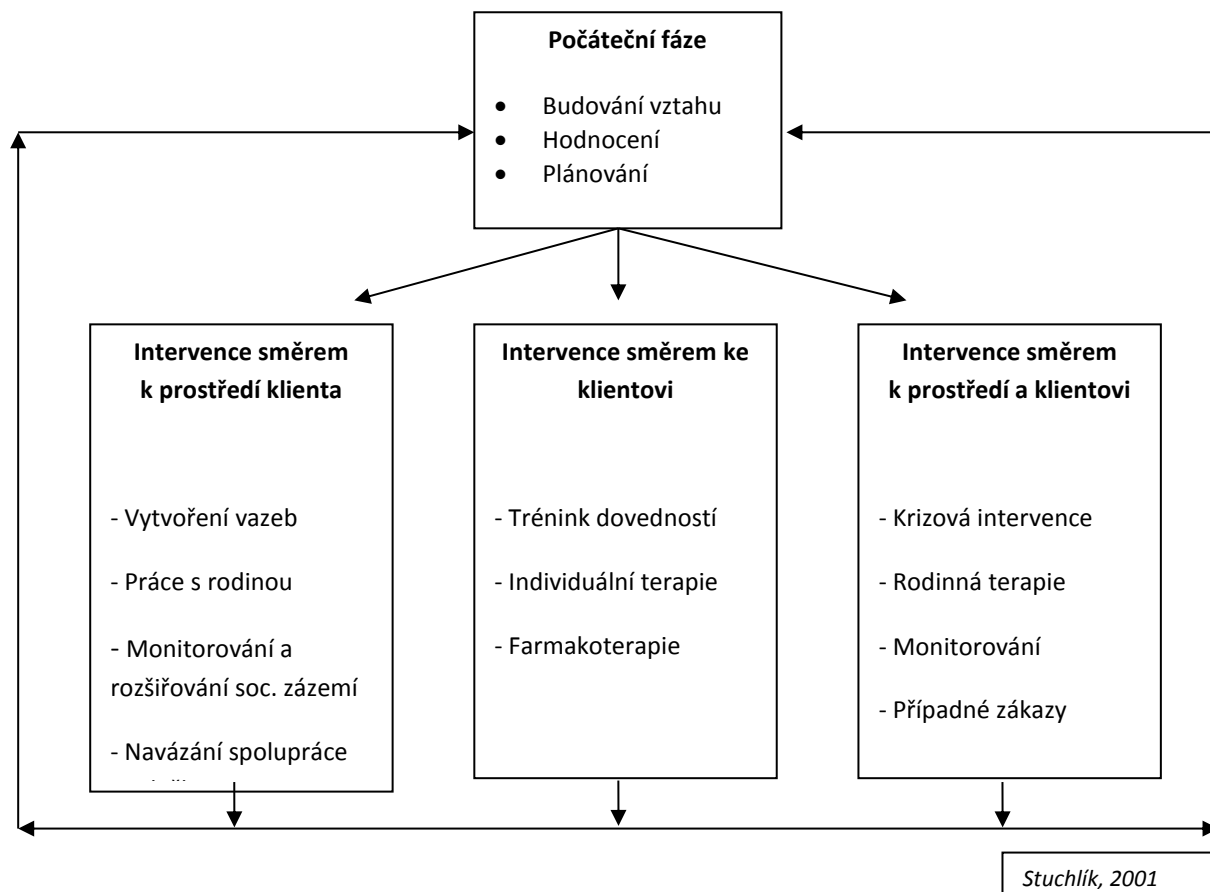 Počáteční fáze
• Budování vztahu
• Hodnocení
• Plánování
Intervence směrem
k prostředí klienta
- Vytvoření vazeb
- Práce s rodinou
- Monitorování a
rozšiřování soc. zázemí
- Navázání spolupráce
Intervence směrem ke
klientovi
- Trénink dovedností
- Individuální terapie
- Farmakoterapie
Intervence směrem
k prostředí a klientovi
- Krizová intervence
- Rodinná terapie
- Monitorování
- Případné zákazy
Stuchlík, 2001